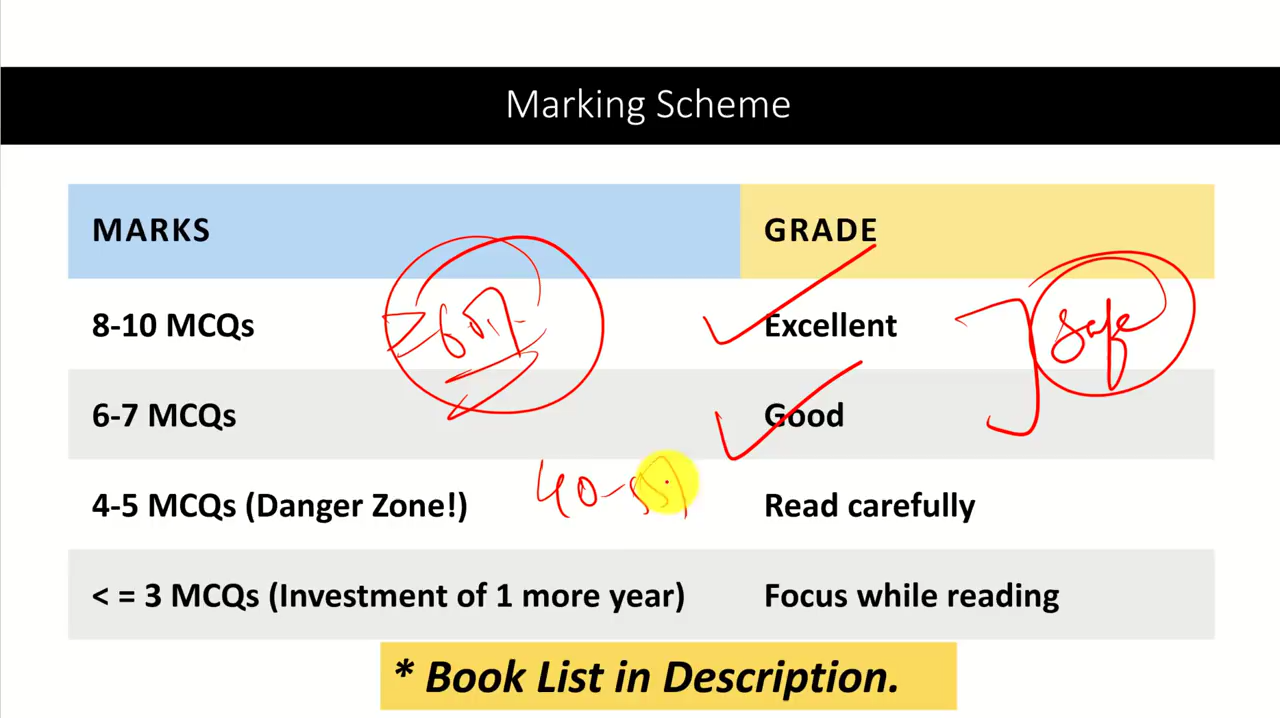 Marking Scheme
MARKS GRADE
8-10 MCQs ≥60% Excellent safe
6-7 MCQs Good
4-5 MCQs (Danger Zone!) 40- Read carefully
< = 3 MCQs (Investment of 1 more year) Focus while reading
* Book List in Description.